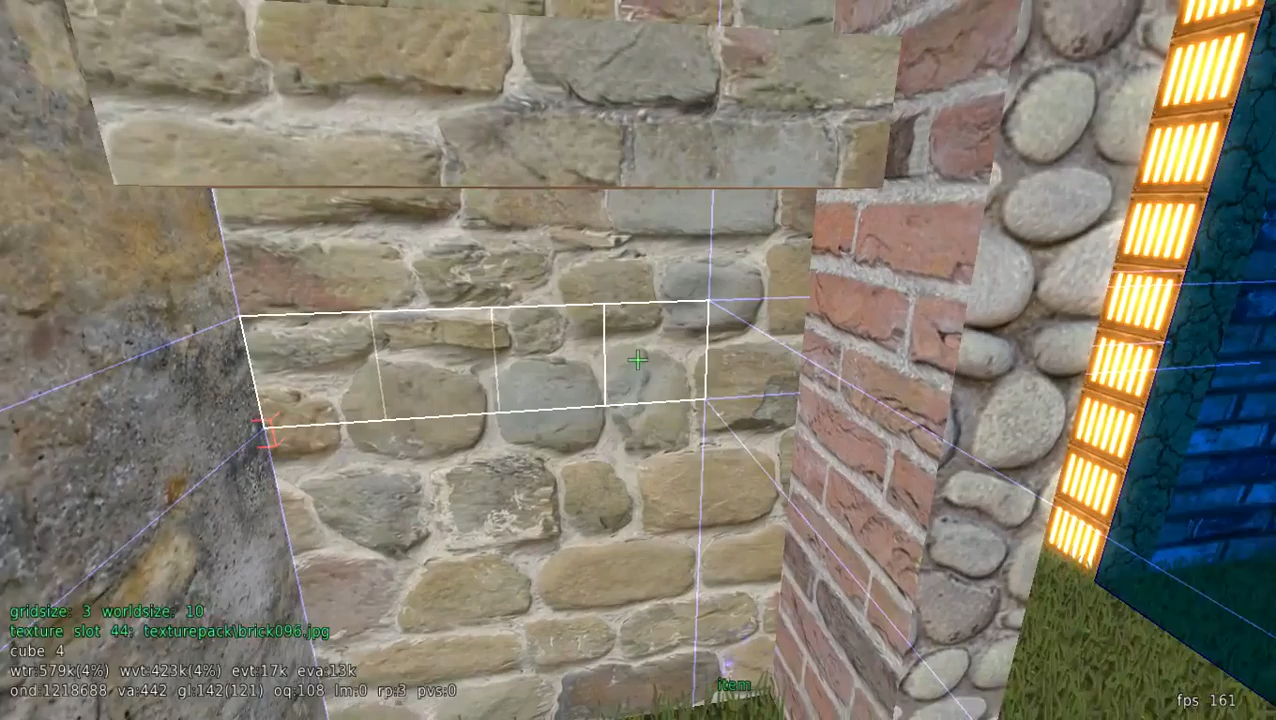 gridsize: 3 worldsize: 10
texture slot 44: texturepack\brick096.jpg
cube 4
wtr:579k(4%) wvt:423k(4%) evt:17k eva:13k
ond:1218688 va:442 gl:142(121) oq:108 lm:0 rp:3 pvs:0
item
fps 161